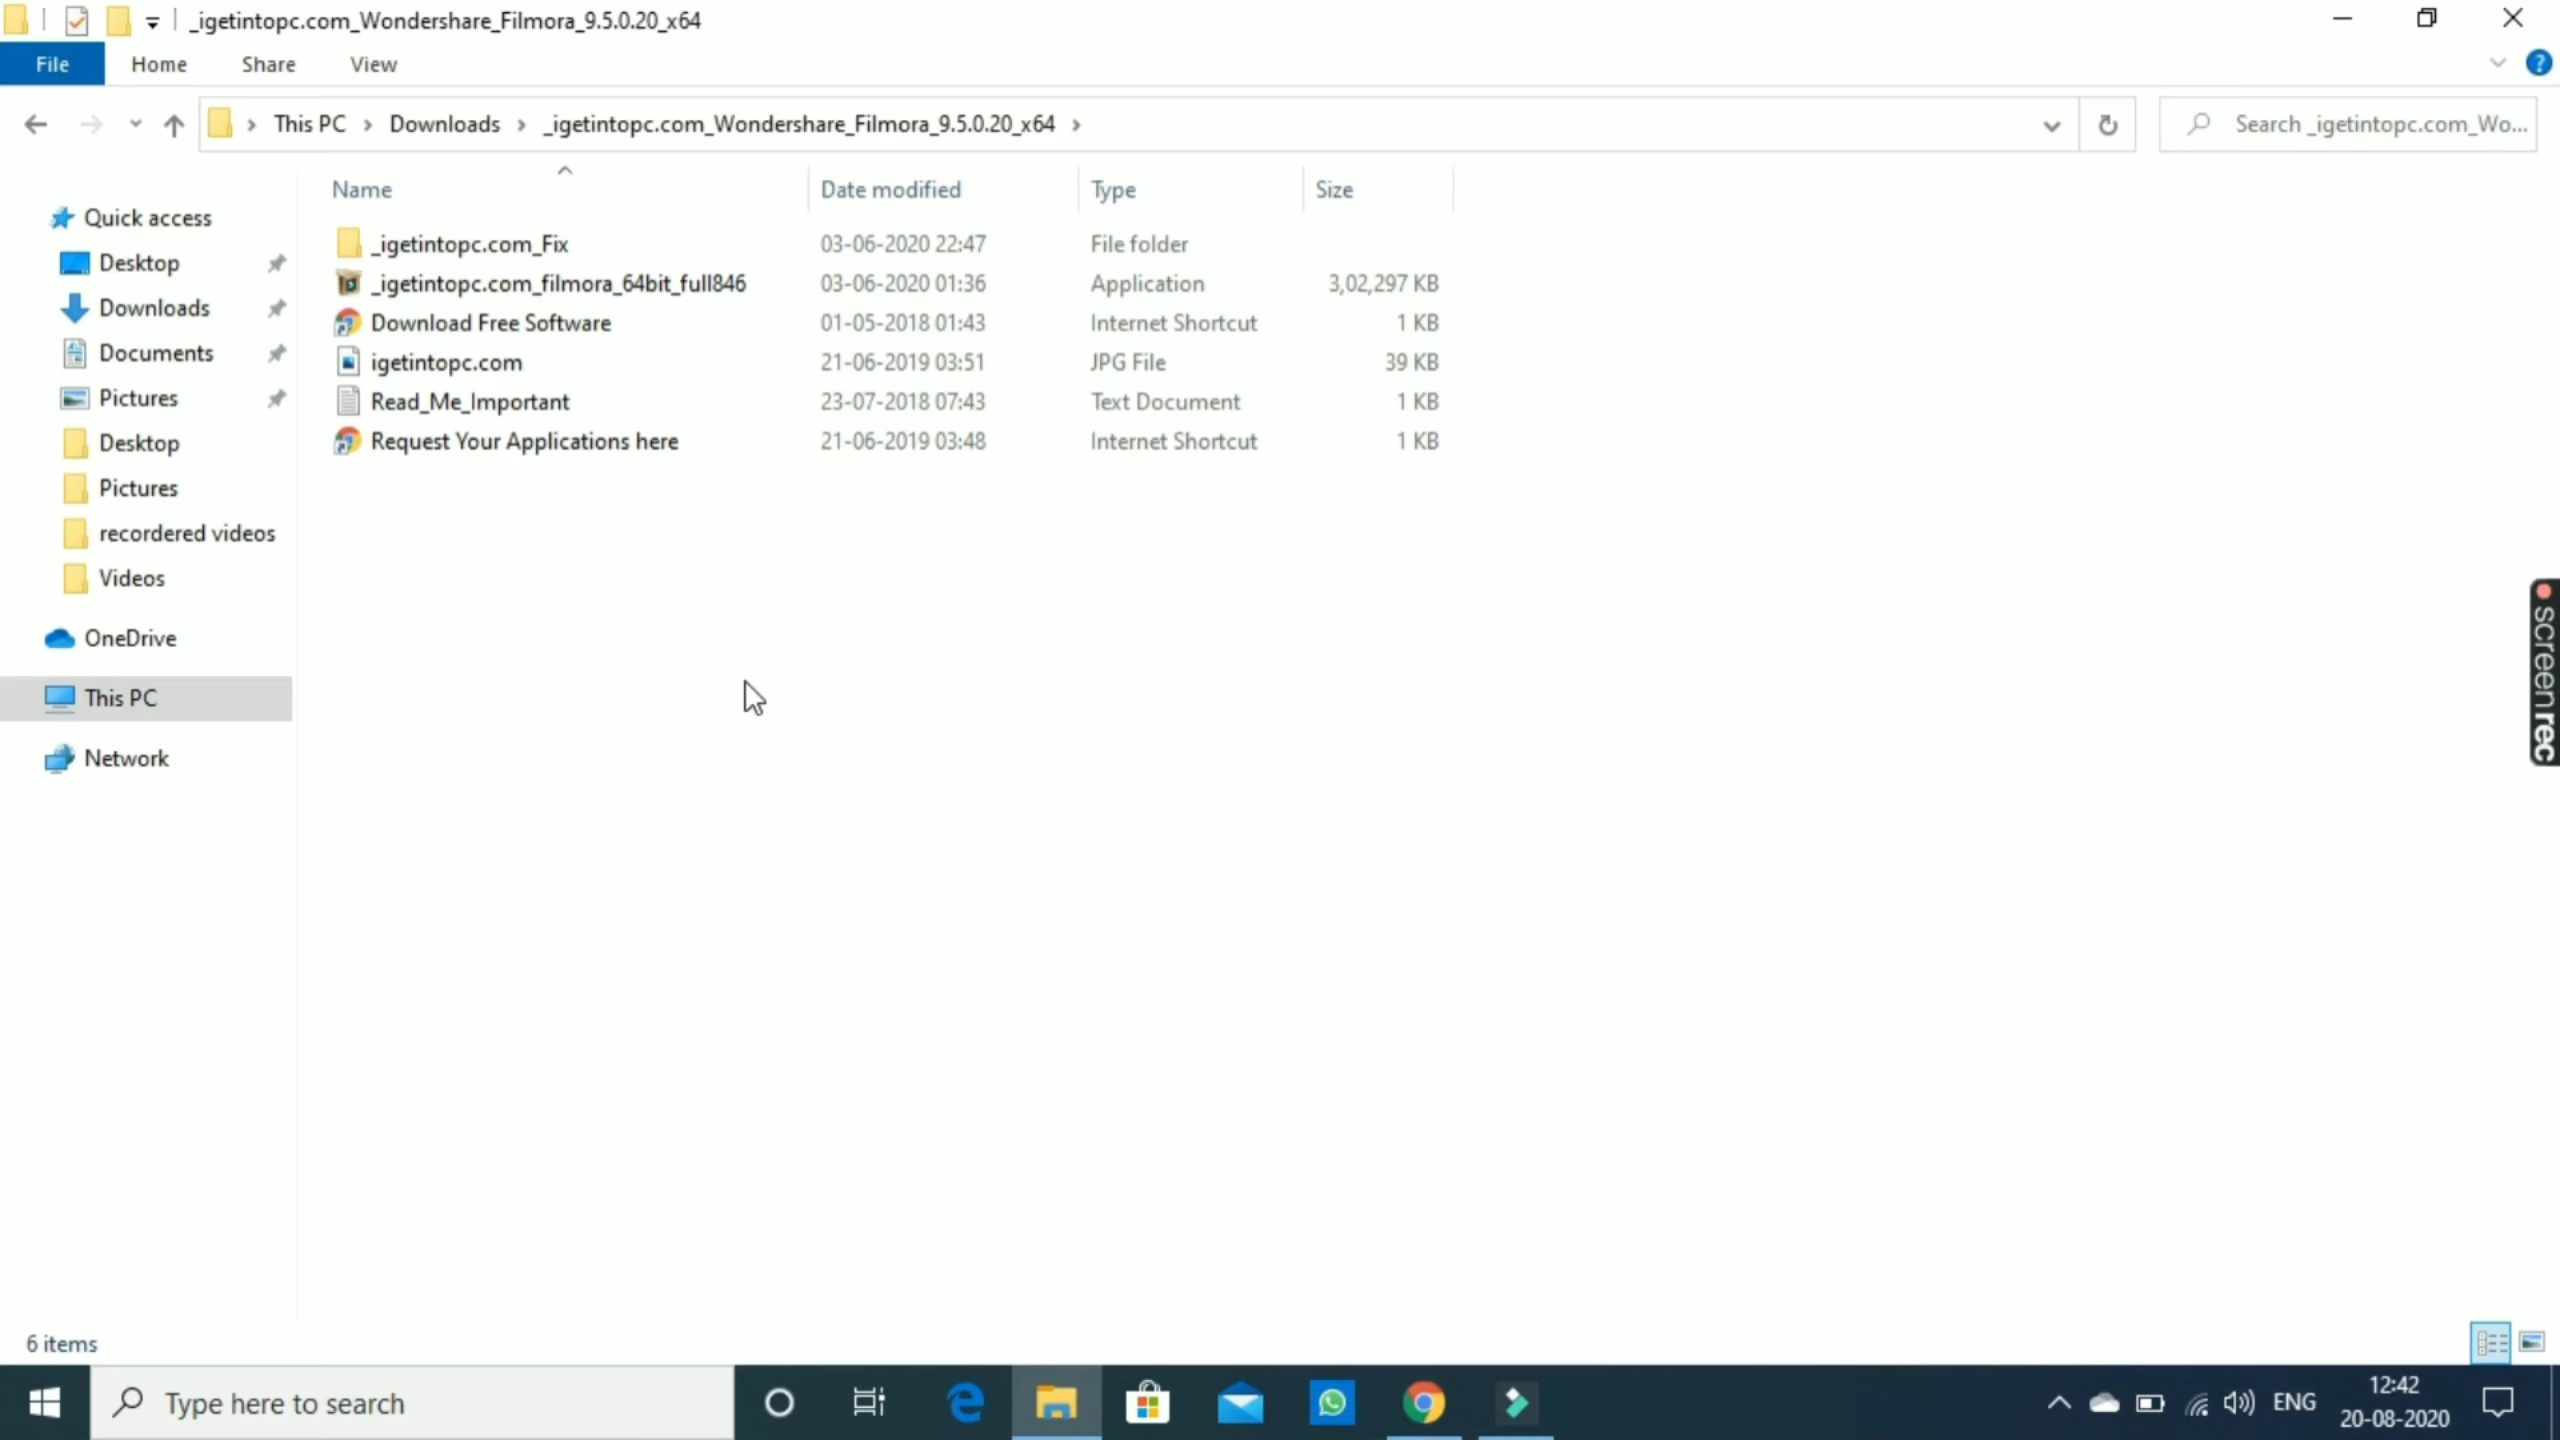 _igetintopc.com_Wondershare_Filmora_9.5.0.20_x64
File Home Share View
This PC Downloads _igetintopc.com_Wondershare_Filmora_9.5.0.20_x64
Search _igetintopc.com_Wo...
Name Date modified Type Size
Quick access
Desktop
Downloads
Documents
Pictures
Desktop
Pictures
recordered videos
Videos
OneDrive
This PC
Network
_igetintopc.com_Fix 03-06-2020 22:47 File folder
_igetintopc.com_filmora_64bit_full846 03-06-2020 01:36 Application 3,02,297 KB
Download Free Software 01-05-2018 01:43 Internet Shortcut 1 KB
igetintopc.com 21-06-2019 03:51 JPG File 39 KB
Read_Me_Important 23-07-2018 07:43 Text Document 1 KB
Request Your Applications here 21-06-2019 03:48 Internet Shortcut 1 KB
screenrec
6 items
Type here to search
ENG
12:42
20-08-2020